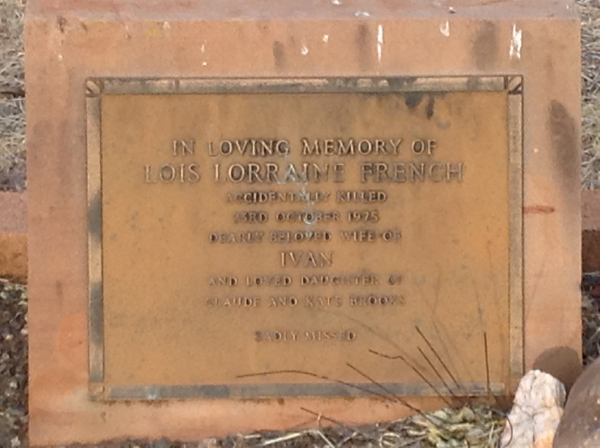 IN LOVING MEMORY OF
LOIS LORRAINE FRENCH
ACCIDENTALLY KILLED
23RD OCTOBER 1975
DEARLY BELOVED WIFE OF
IVAN
AND LOVED DAUGHTER OF
CLAUDE AND KATE BROOKS
SADLY MISSED